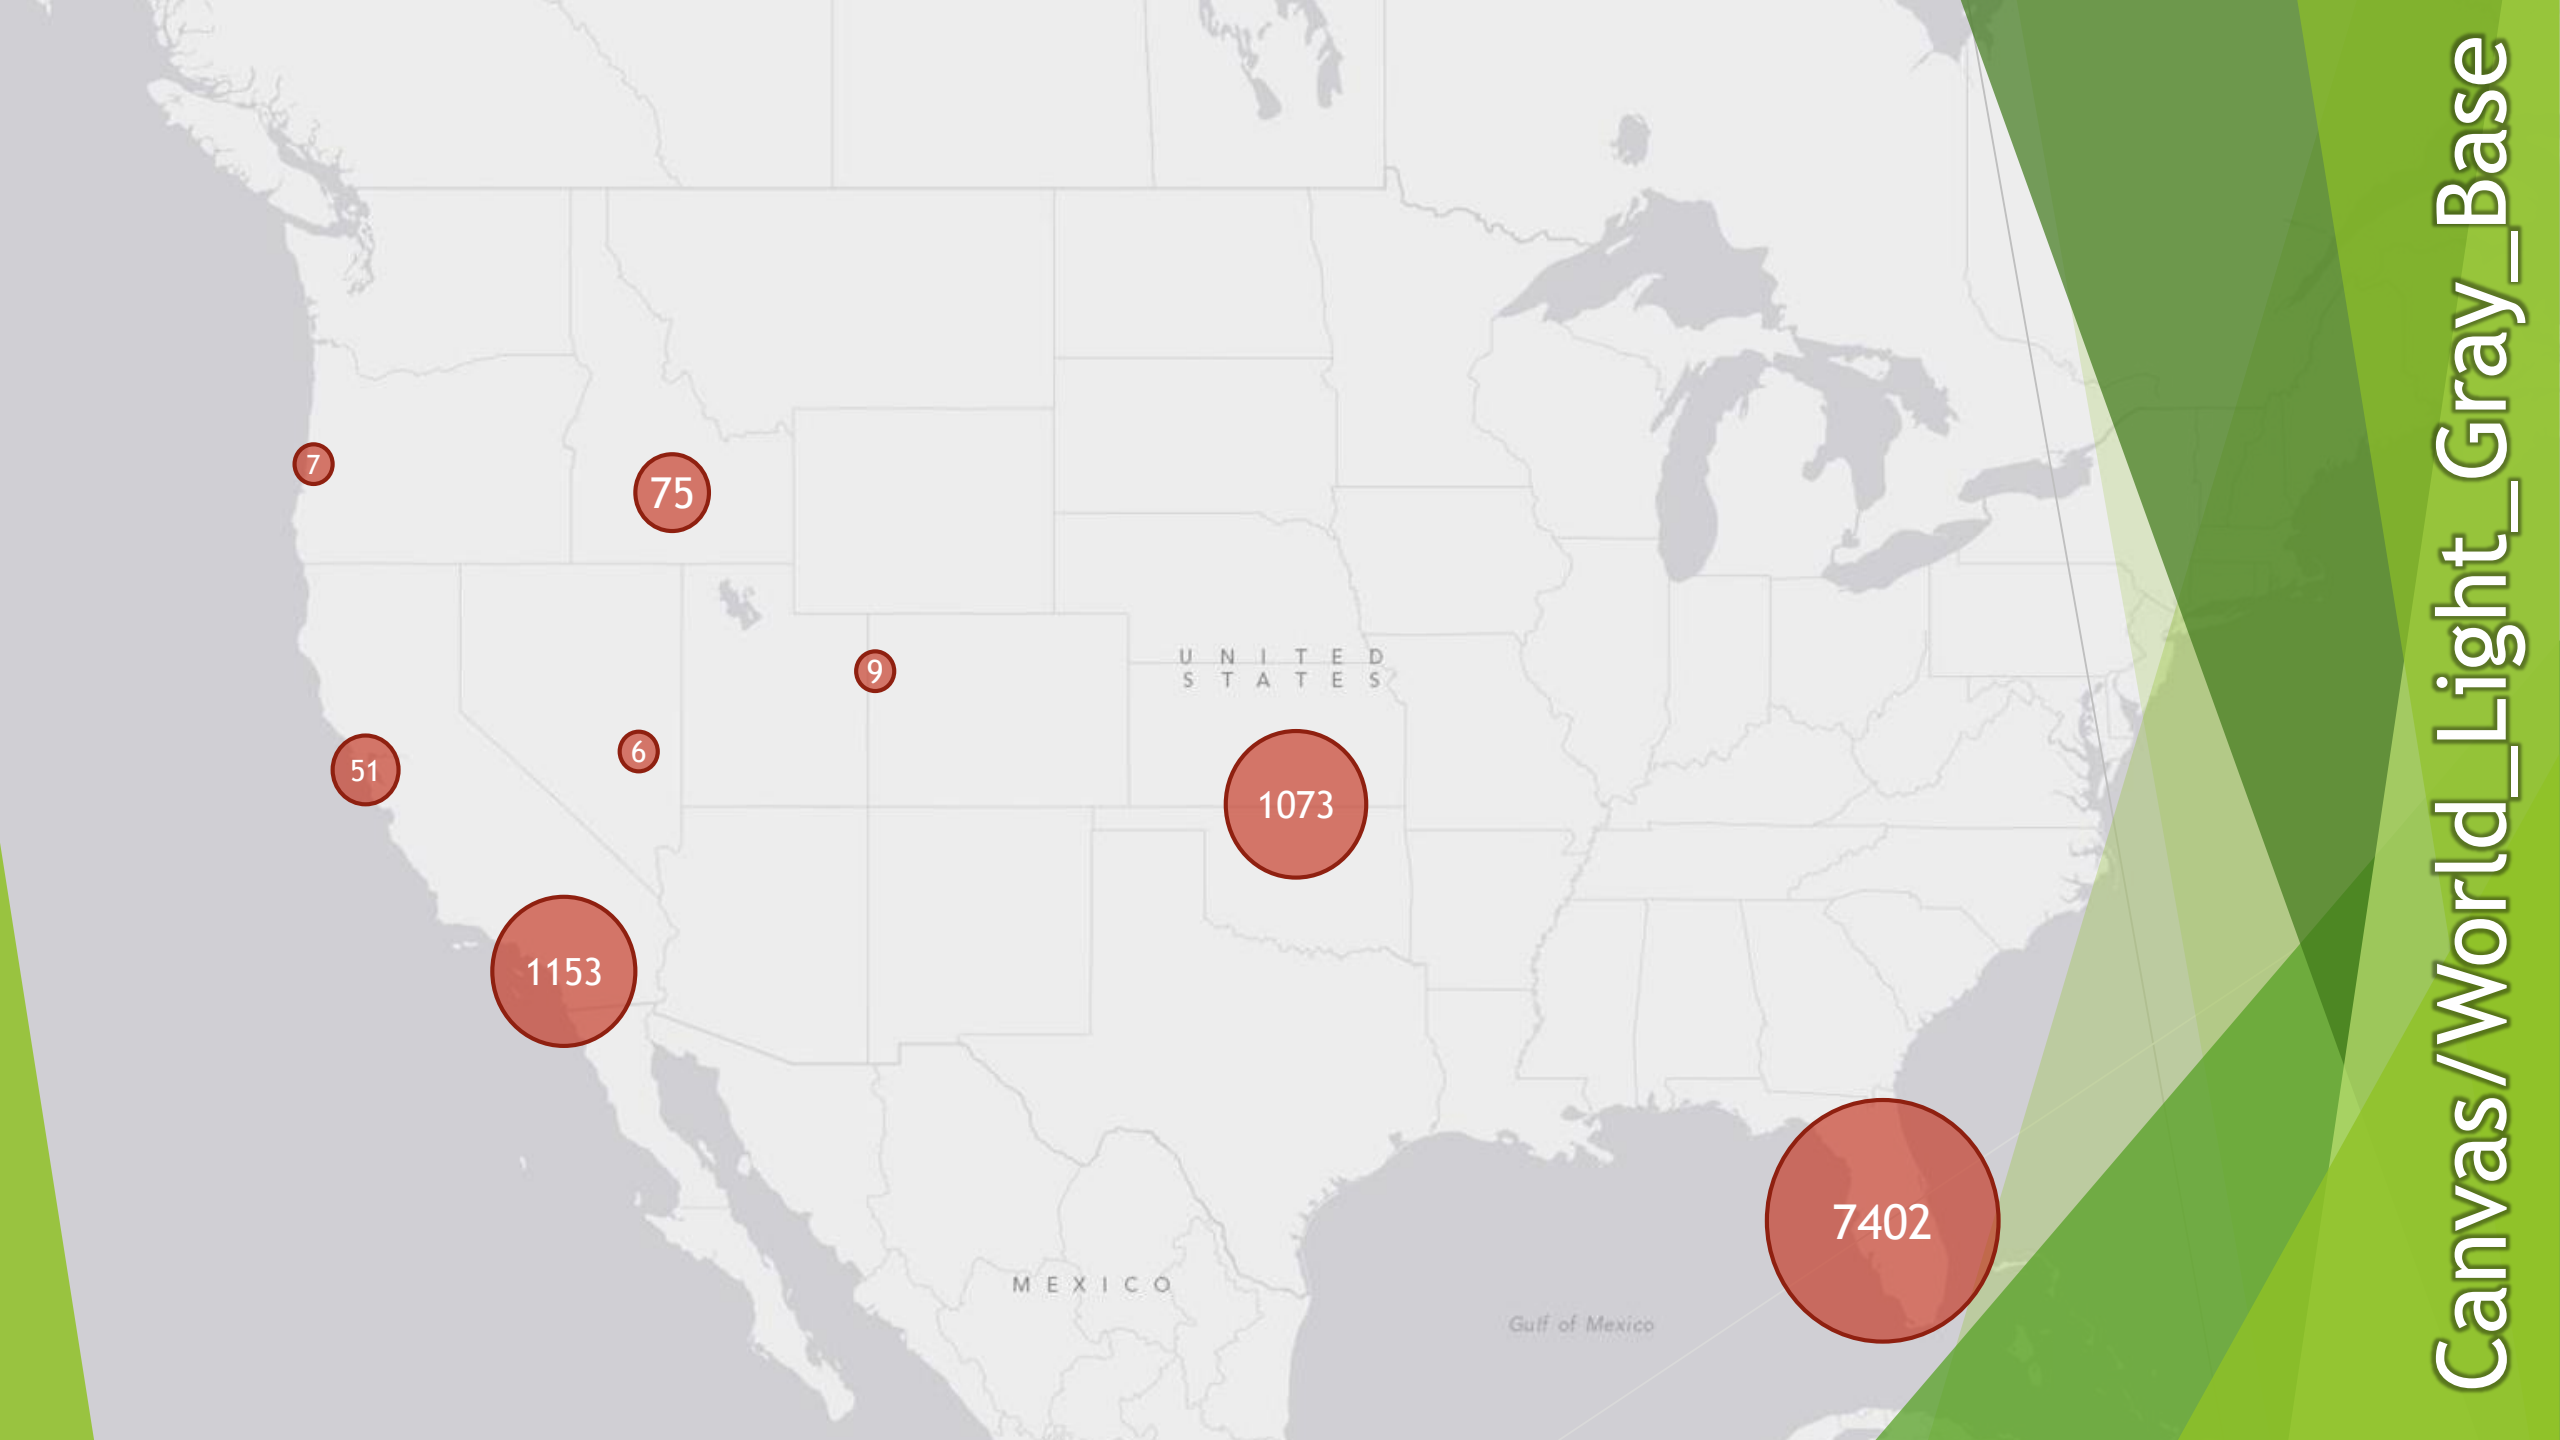 7
75
9
UNITED
STATES
6
51
1073
1153
7402
MEXICO
Gulf of Mexico
Canvas/World_Light_Gray_Base